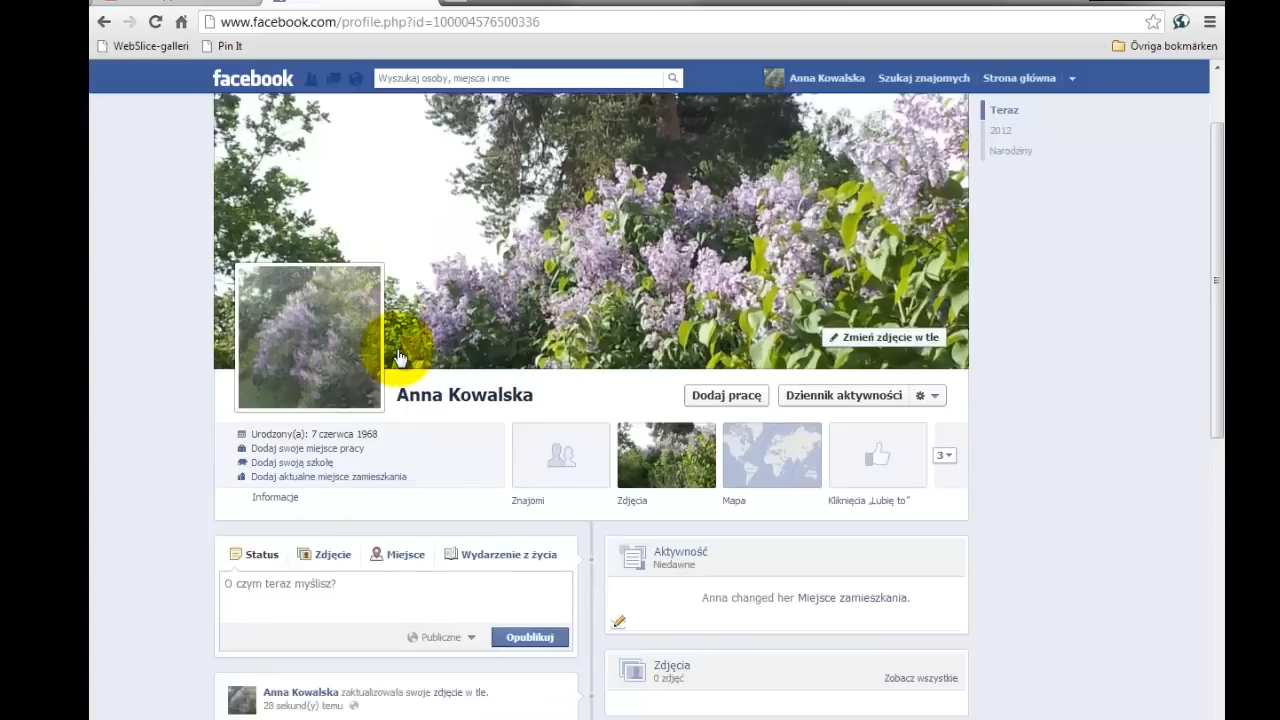 www.facebook.com/profile.php?id=100004576500336
WebSlice-galleri
Pin It
Övriga bokmärken
facebook
Wyszukaj osoby, miejsca i inne
Anna Kowalska
Szukaj znajomych
Strona główna
Teraz
2012
Narodziny
Zmień zdjęcie w tle
Anna Kowalska
Dodaj pracę
Dziennik aktywności
Urodzony(a): 7 czerwca 1968
Dodaj swoje miejsce pracy
Dodaj swoją szkołę
Dodaj aktualne miejsce zamieszkania
Informacje
Znajomi
Zdjęcia
Mapa
Kliknięcia „Lubię to”
3
Status
Zdjęcie
Miejsce
Wydarzenie z życia
O czym teraz myślisz?
Publiczne
Opublikuj
Aktywność
Niedawne
Anna changed her Miejsce zamieszkania.
Zdjęcia
0 zdjęć
Zobacz wszystkie
Anna Kowalska zaktualizowała swoje zdjęcie w tle.
28 sekund(y) temu